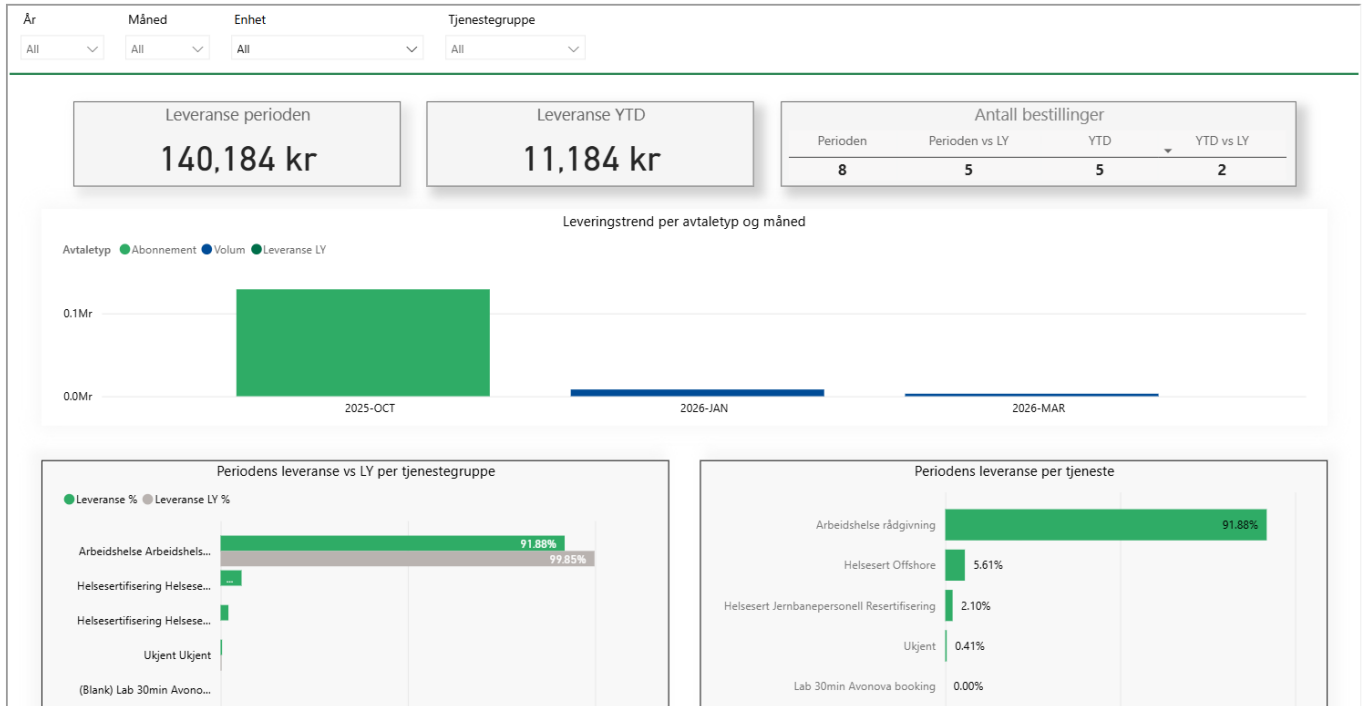 År Måned Enhet Tjenestegruppe
All All All All
Leveranse perioden
140,184 kr
Leveranse YTD
11,184 kr
Antall bestillinger
Perioden Perioden vs LY YTD YTD vs LY
8 5 5 2
Leveringstrend per avtaletyp og måned
Avtaletyp Abonnement Volum Leveranse LY
0.1Mr
0.0Mr
2025-OCT 2026-JAN 2026-MAR
Periodens leveranse vs LY per tjenestegruppe
Leveranse % Leveranse LY %
Arbeidshelse Arbeidshels... 91.88%
99.85%
Helsesertifisering Helsese... ...
Helsesertifisering Helsese...
Ukjent Ukjent
(Blank) Lab 30min Avono...
Periodens leveranse per tjeneste
Arbeidshelse rådgivning 91.88%
Helsesert Offshore 5.61%
Helsesert Jernbanepersonell Resertifisering 2.10%
Ukjent 0.41%
Lab 30min Avonova booking 0.00%